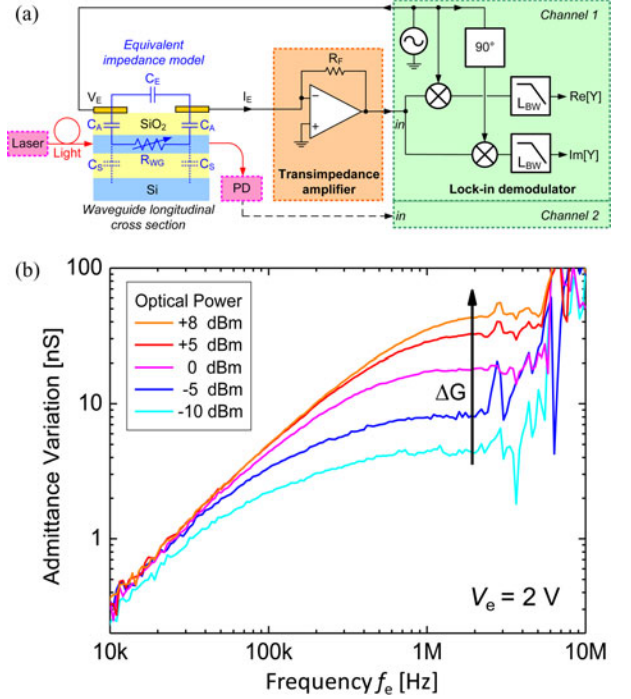 (a)
Equivalent
impedance model
C_E
V_E
I_E
C_A
SiO₂
C_A
Laser
Light
R_WG
C_S
C_S
Si
Waveguide longitudinal
cross section
PD
R_F
−
+
Transimpedance
amplifier
Channel 1
90°
in
L_BW
Re[Y]
L_BW
Im[Y]
Lock-in demodulator
in
Channel 2
(b)
Admittance Variation [nS]
100
10
1
Optical Power
+8 dBm
+5 dBm
0 dBm
-5 dBm
-10 dBm
ΔG
V_e = 2 V
10k 100k 1M 10M
Frequency f_e [Hz]